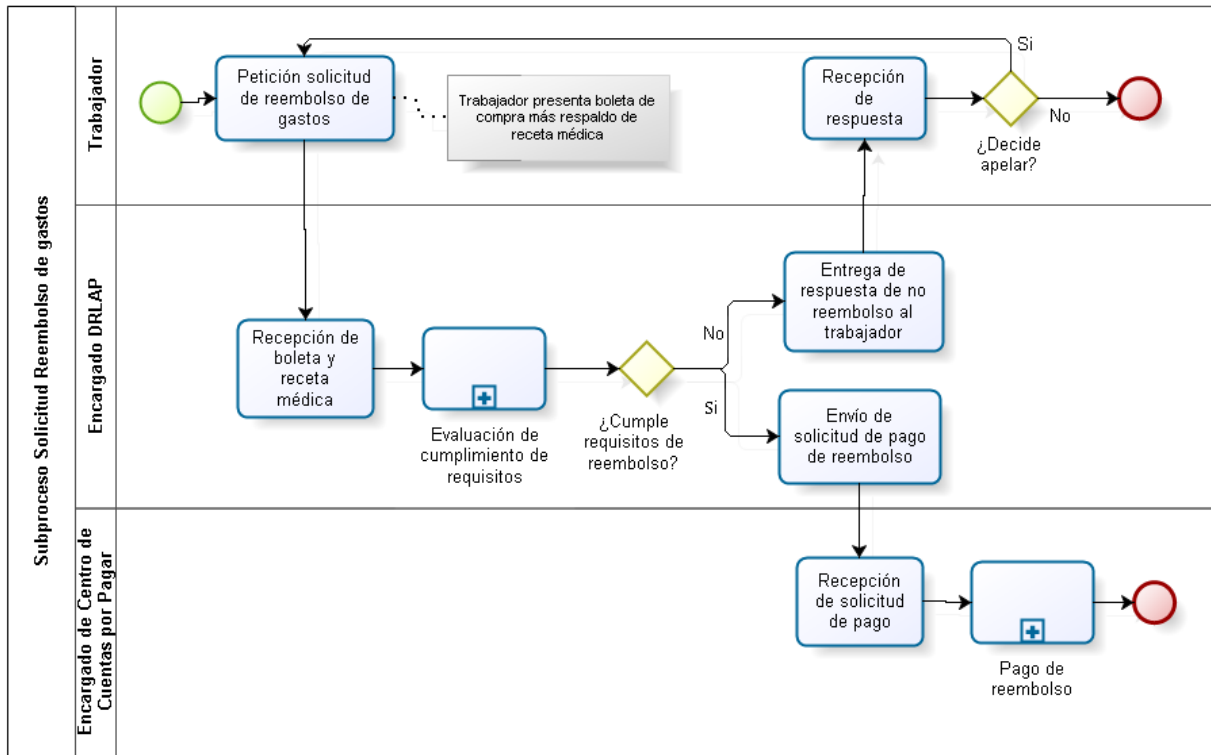 Subproceso Solicitud Reembolso de gastos
Trabajador
Petición solicitud
de reembolso de
gastos
Trabajador presenta boleta de
compra más respaldo de
receta médica
Recepción
de
respuesta
Si
No
¿Decide
apelar?
Encargado DRLAP
Recepción de
boleta y
receta
médica
Evaluación de
cumplimiento de
requisitos
¿Cumple
requisitos de
reembolso?
No
Si
Entrega de
respuesta de no
reembolso al
trabajador
Envío de
solicitud de pago
de reembolso
Encargado de Centro de
Cuentas por Pagar
Recepción
de solicitud
de pago
Pago de
reembolso